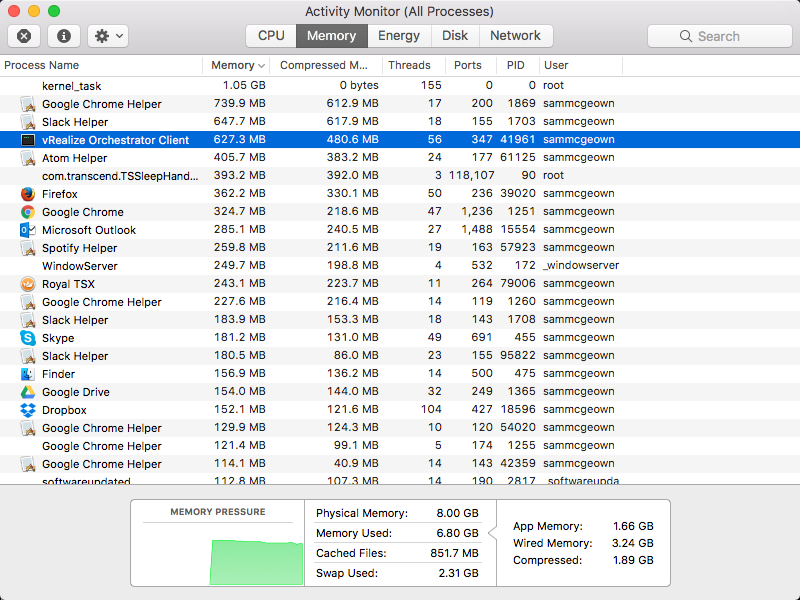 Activity Monitor (All Processes)
CPU Memory Energy Disk Network Search
Process Name Memory Compressed M... Threads Ports PID User
kernel_task 1.05 GB 0 bytes 155 0 0 root
Google Chrome Helper 739.9 MB 612.9 MB 17 200 1869 sammcgeown
Slack Helper 647.7 MB 617.9 MB 18 155 1703 sammcgeown
vRealize Orchestrator Client 627.3 MB 480.6 MB 56 347 41961 sammcgeown
Atom Helper 405.7 MB 383.2 MB 24 177 61125 sammcgeown
com.transcend.TSSleepHand... 393.2 MB 392.0 MB 3 118,107 90 root
Firefox 362.2 MB 330.1 MB 50 236 39020 sammcgeown
Google Chrome 324.7 MB 218.6 MB 47 1,236 1251 sammcgeown
Microsoft Outlook 285.1 MB 240.5 MB 27 1,488 15554 sammcgeown
Spotify Helper 259.8 MB 211.6 MB 19 163 57923 sammcgeown
WindowServer 249.7 MB 198.8 MB 4 532 172 _windowserver
Royal TSX 243.1 MB 223.7 MB 11 264 79006 sammcgeown
Google Chrome Helper 227.6 MB 216.4 MB 14 119 1260 sammcgeown
Slack Helper 183.9 MB 153.3 MB 18 143 1708 sammcgeown
Skype 181.2 MB 131.0 MB 49 691 455 sammcgeown
Slack Helper 180.5 MB 86.0 MB 23 155 95822 sammcgeown
Finder 156.9 MB 136.2 MB 14 500 475 sammcgeown
Google Drive 154.0 MB 144.0 MB 32 249 1365 sammcgeown
Dropbox 152.1 MB 121.6 MB 104 427 18596 sammcgeown
Google Chrome Helper 129.9 MB 124.3 MB 10 120 54020 sammcgeown
Google Chrome Helper 121.4 MB 99.1 MB 5 174 1255 sammcgeown
Google Chrome Helper 114.1 MB 40.9 MB 14 143 42359 sammcgeown
softwareupdated 112.8 MB 107.3 MB 14 190 2817 _softwareupda
MEMORY PRESSURE
Physical Memory: 8.00 GB
Memory Used: 6.80 GB
Cached Files: 851.7 MB
Swap Used: 2.31 GB
App Memory: 1.66 GB
Wired Memory: 3.24 GB
Compressed: 1.89 GB